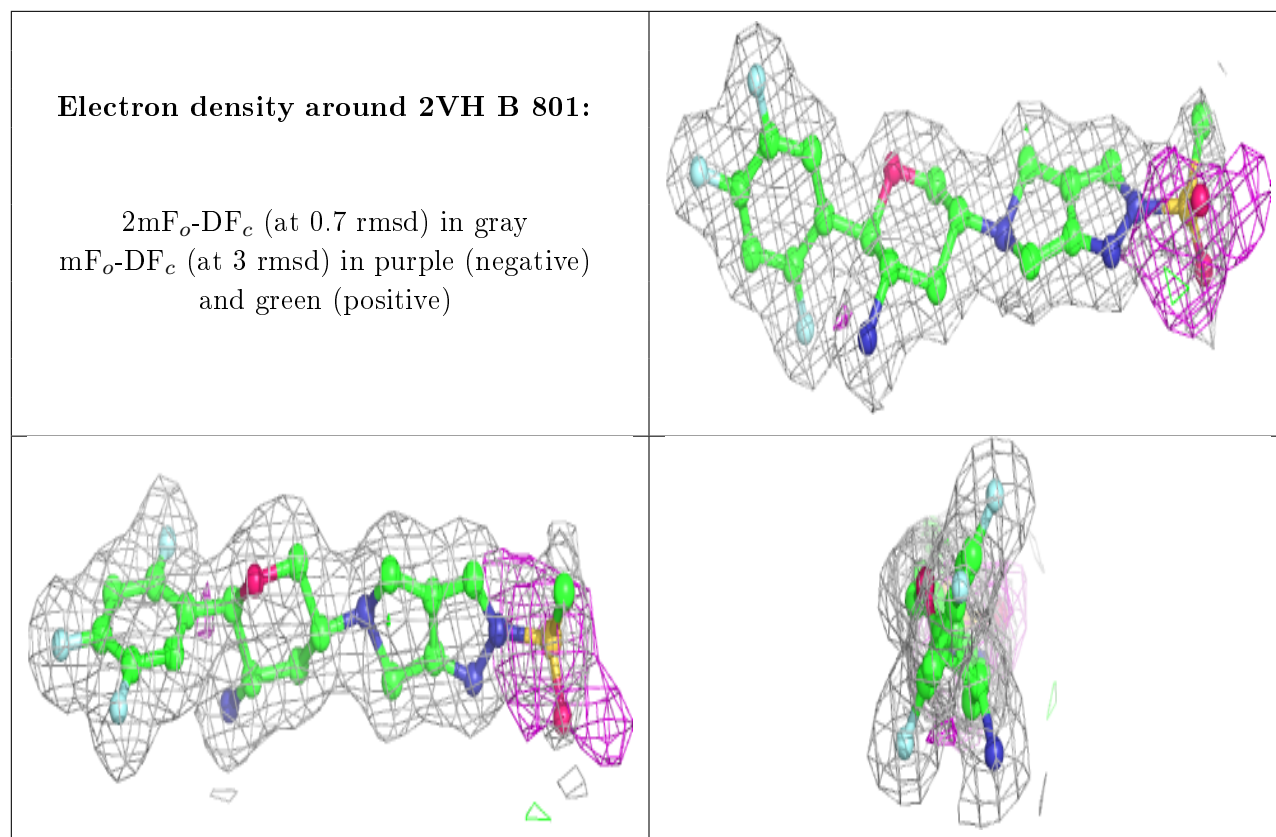 Electron density around 2VH B 801:
2mFₒ-DF𝒸 (at 0.7 rmsd) in gray
mFₒ-DF𝒸 (at 3 rmsd) in purple (negative)
and green (positive)